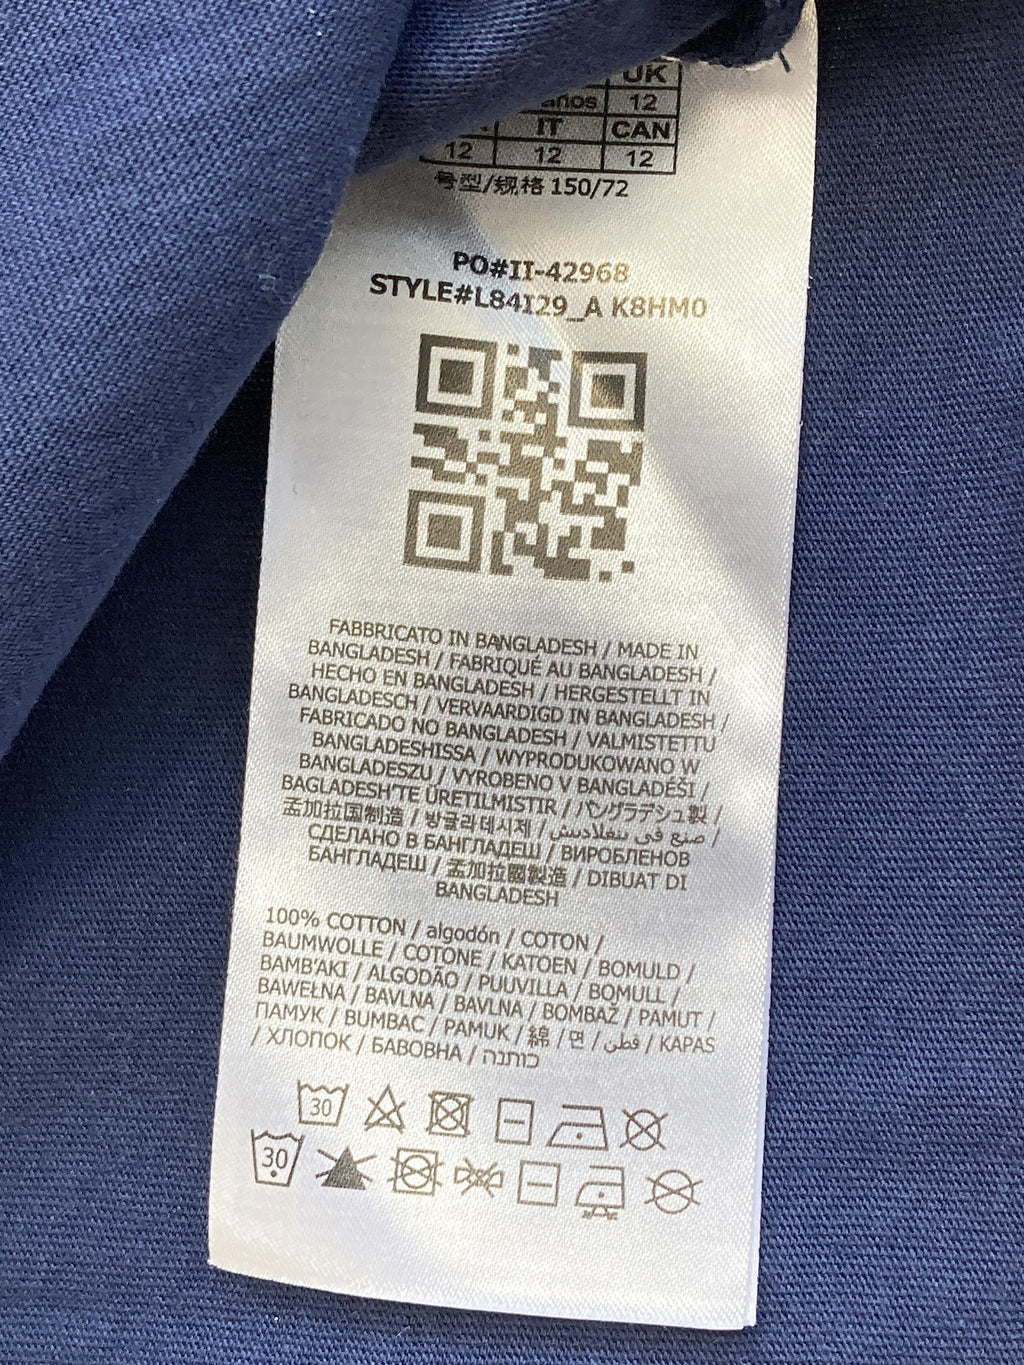 UK
años 12
IT CAN
12 12 12
号型/规格 150/72
PO#II-42968
STYLE#L84I29_A K8HM0
FABBRICATO IN BANGLADESH / MADE IN
BANGLADESH / FABRIQUÉ AU BANGLADESH /
HECHO EN BANGLADESH / HERGESTELLT IN
BANGLADESCH / VERVAARDIGD IN BANGLADESH /
FABRICADO NO BANGLADESH / VALMISTETTU
BANGLADESHISSA / WYPRODUKOWANO W
BANGLADESZU / VYROBENO V BANGLADÉŠI /
BAGLADESH'TE ÜRETILMISTIR / バングラデシュ製 /
孟加拉国制造 / 방글라데시제 / صنع في بنغلاديش /
СДЕЛАНО В БАНГЛАДЕШ / ВИРОБЛЕНОВ
БАНГЛАДЕШ / 孟加拉國製造 / DIBUAT DI
BANGLADESH
100% COTTON / algodón / COTON /
BAUMWOLLE / COTONE / KATOEN / BOMULD /
BAMB'AKI / ALGODÃO / PUUVILLA / BOMULL /
BAWEŁNA / BAVLNA / BAVLNA / BOMBAŽ / PAMUT /
ПАМУК / BUMBAC / PAMUK / 綿 / 면 / قطن / KAPAS
/ ХЛОПОК / БАВОВНА / כותנה
30
30